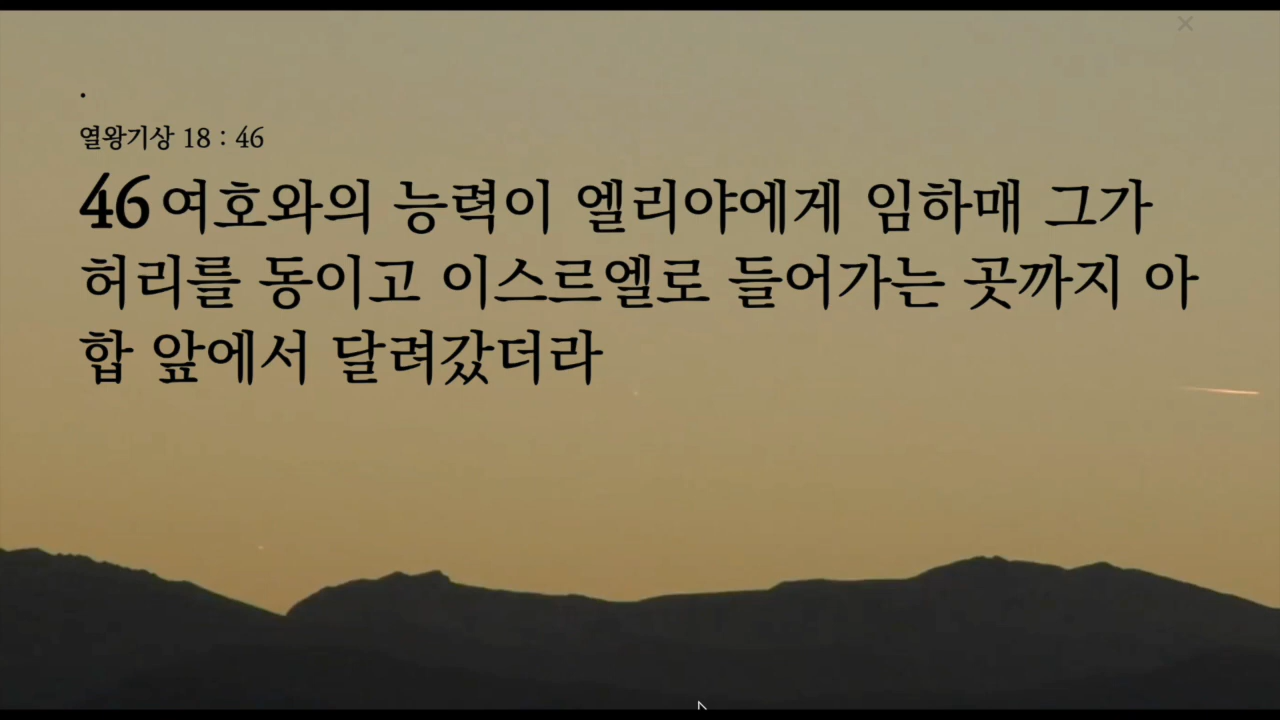 .
열왕기상 18 : 46
46 여호와의 능력이 엘리야에게 임하매 그가
허리를 동이고 이스르엘로 들어가는 곳까지 아
합 앞에서 달려갔더라